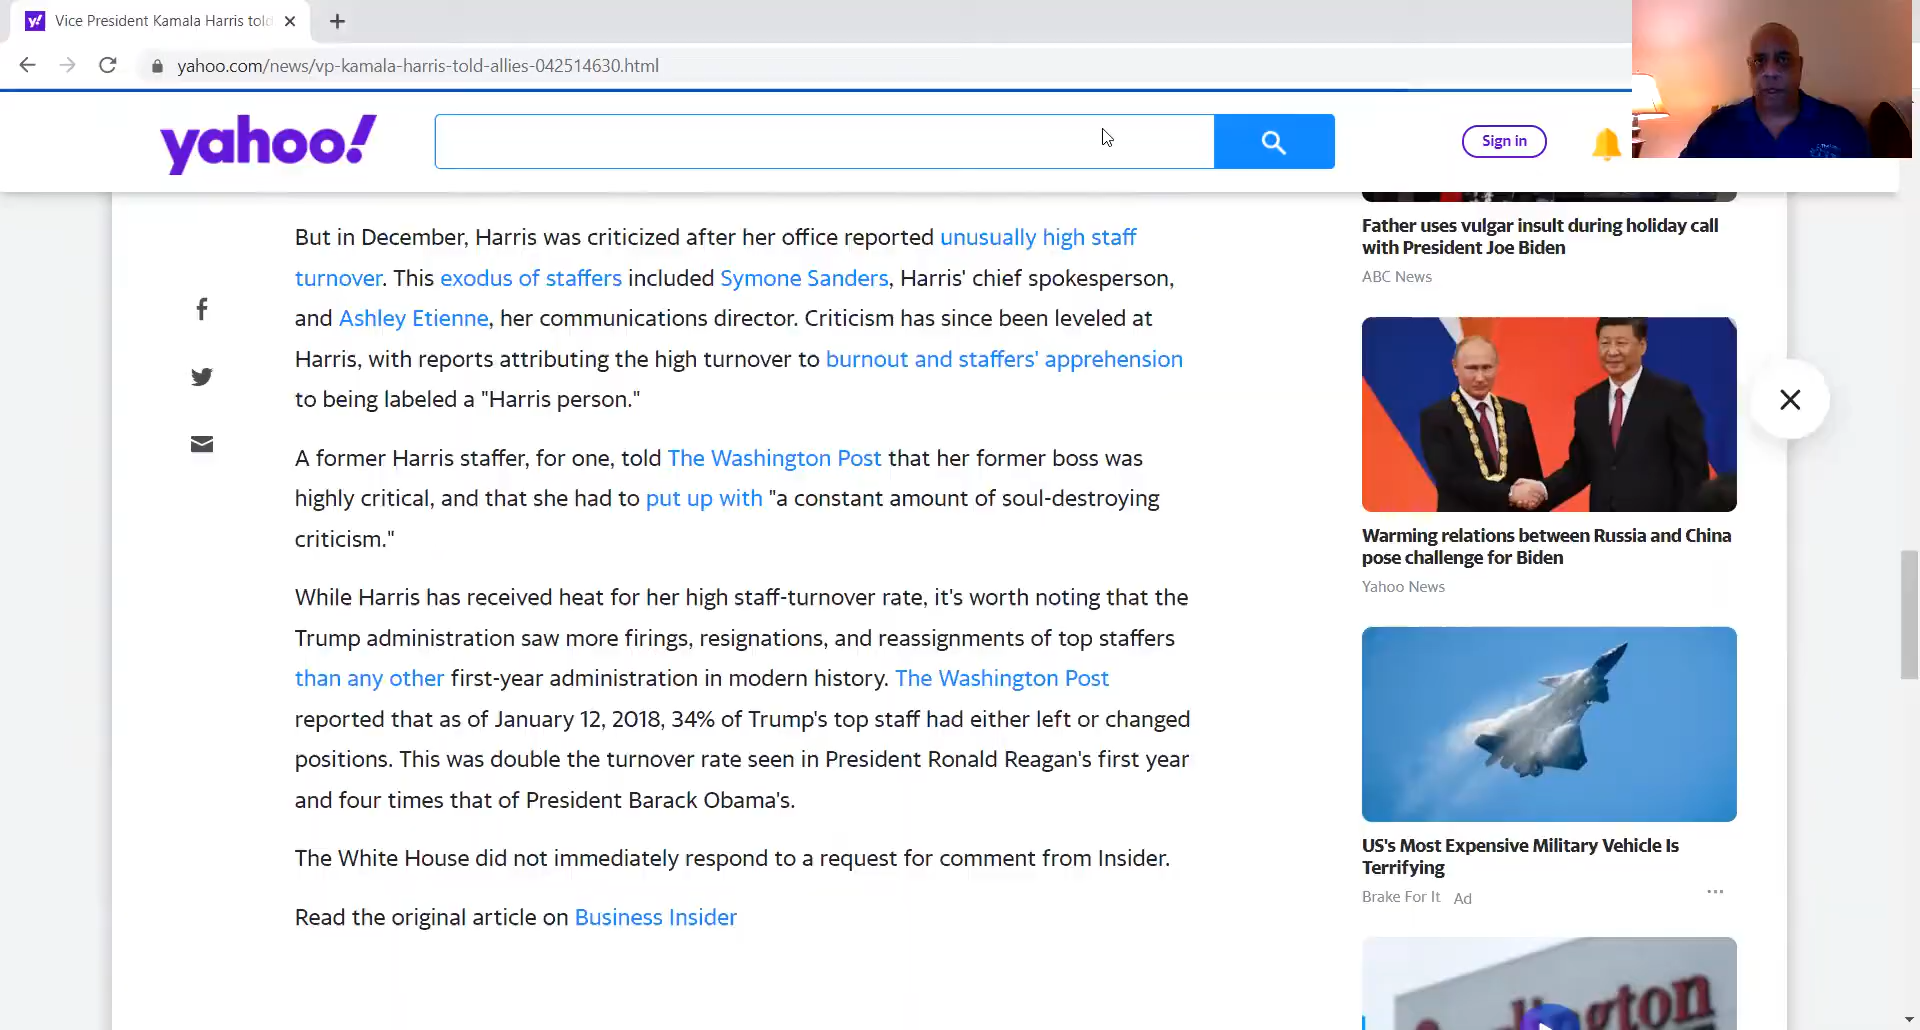 Vice President Kamala Harris told
yahoo.com/news/vp-kamala-harris-told-allies-042514630.html
yahoo!
Sign in
But in December, Harris was criticized after her office reported unusually high staff
turnover. This exodus of staffers included Symone Sanders, Harris' chief spokesperson,
and Ashley Etienne, her communications director. Criticism has since been leveled at
Harris, with reports attributing the high turnover to burnout and staffers' apprehension
to being labeled a "Harris person."
A former Harris staffer, for one, told The Washington Post that her former boss was
highly critical, and that she had to put up with "a constant amount of soul-destroying
criticism."
While Harris has received heat for her high staff-turnover rate, it's worth noting that the
Trump administration saw more firings, resignations, and reassignments of top staffers
than any other first-year administration in modern history. The Washington Post
reported that as of January 12, 2018, 34% of Trump's top staff had either left or changed
positions. This was double the turnover rate seen in President Ronald Reagan's first year
and four times that of President Barack Obama's.
The White House did not immediately respond to a request for comment from Insider.
Read the original article on Business Insider
Father uses vulgar insult during holiday call
with President Joe Biden
ABC News
Warming relations between Russia and China
pose challenge for Biden
Yahoo News
US's Most Expensive Military Vehicle Is
Terrifying
Brake For It Ad